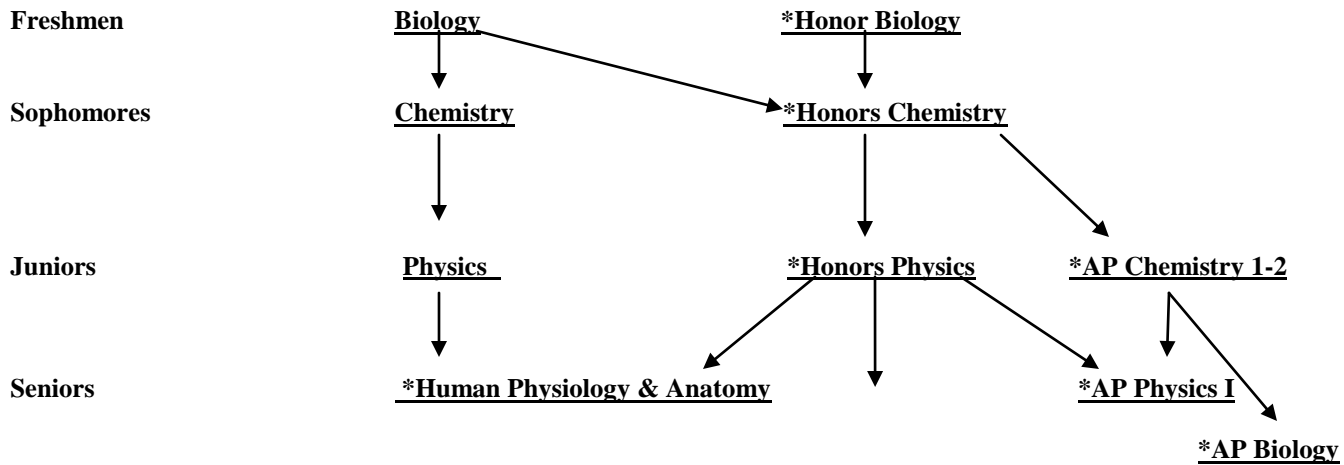 Freshmen Biology *Honor Biology
Sophomores Chemistry *Honors Chemistry
Juniors Physics *Honors Physics *AP Chemistry 1-2
Seniors *Human Physiology & Anatomy *AP Physics I
*AP Biology